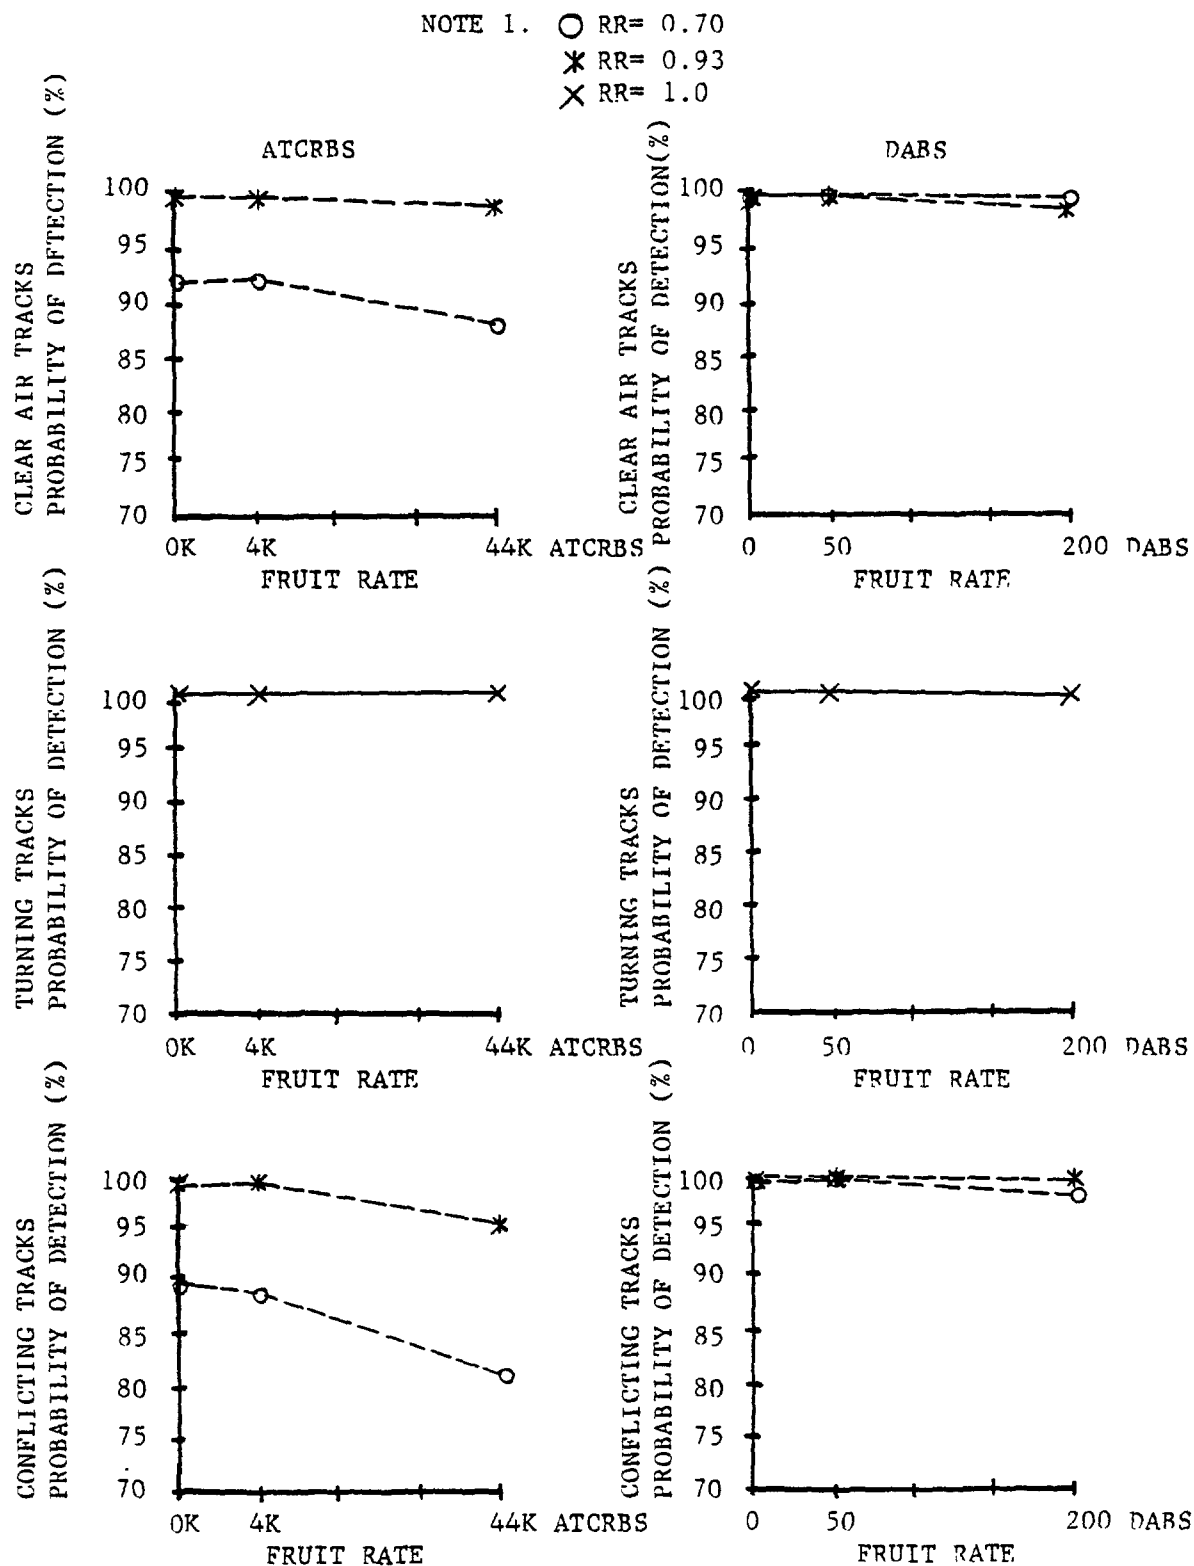 NOTE 1. RR= 0.70
RR= 0.93
RR= 1.0
ATCRBS
CLEAR AIR TRACKS
PROBABILITY OF DFTECTION (%)
100
95
90
85
80
75
70
0K 4K 44K ATCRBS
FRUIT RATE
DABS
CLEAR AIR TRACKS
PROBABILITY OF DETECTION(%)
100
95
90
85
80
75
70
0 50 200 DABS
FRUIT RATE
TURNING TRACKS
PROBABILITY OF DETECTION (%)
100
95
90
85
80
75
70
0K 4K 44K ATCRBS
FRUIT RATE
TURNING TRACKS
PROBABILITY OF DETECTION (%)
100
95
90
85
80
75
70
0 50 200 DABS
FRUIT RATE
CONFLICTING TRACKS
PROBABILITY OF DETECTION (%)
100
95
90
85
80
75
70
0K 4K 44K ATCRBS
FRUIT RATE
CONFLICTING TRACKS
PROBABILITY OF DETECTION (%)
100
95
90
85
80
75
70
0 50 200 DABS
FRUIT RATE